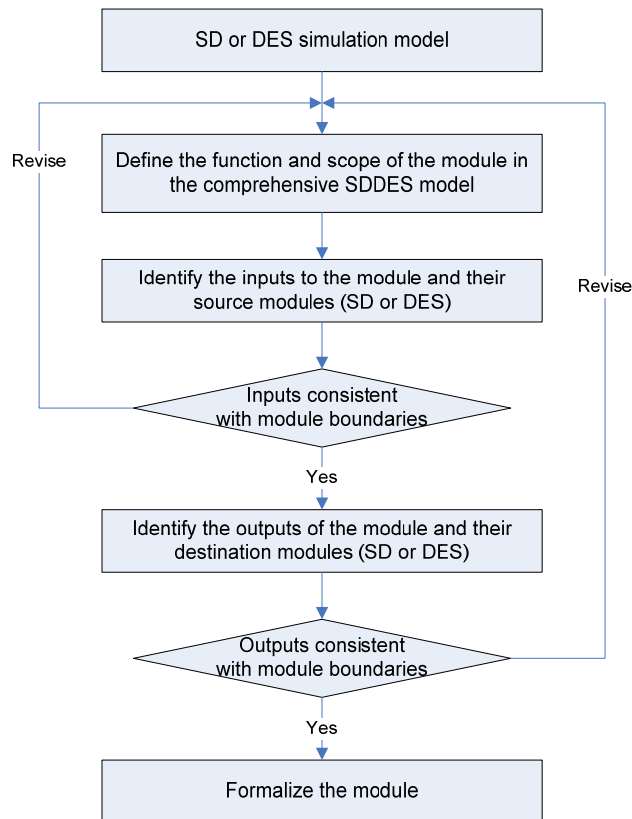 SD or DES simulation model
Revise
Define the function and scope of the module in
the comprehensive SDDES model
Identify the inputs to the module and their
source modules (SD or DES)
Revise
Inputs consistent
with module boundaries
Yes
Identify the outputs of the module and their
destination modules (SD or DES)
Outputs consistent
with module boundaries
Yes
Formalize the module